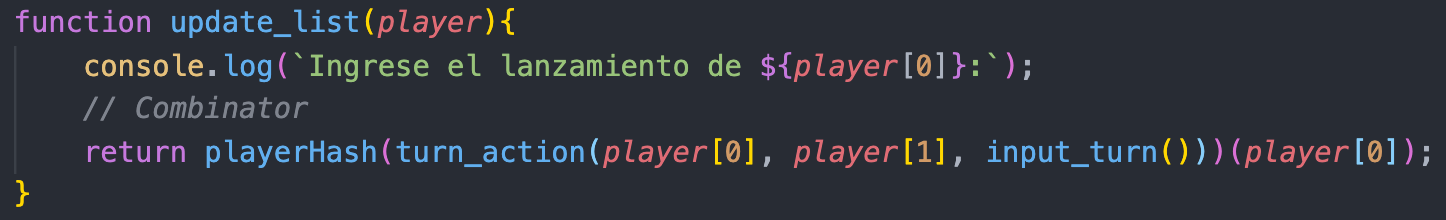 function update_list(player){
    console.log(`Ingrese el lanzamiento de ${player[0]}:`);
    // Combinator
    return playerHash(turn_action(player[0], player[1], input_turn()))(player[0]);
}